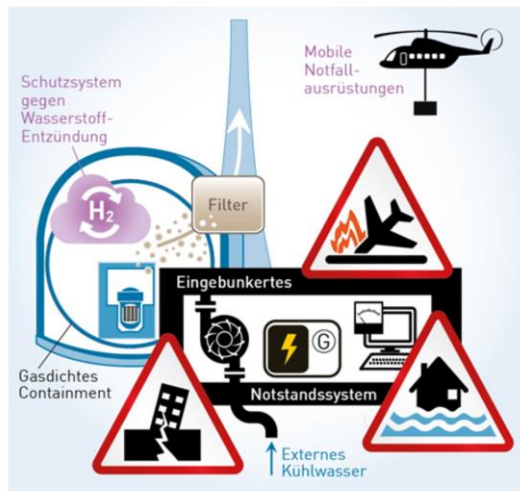 Mobile
Notfall-
ausrüstungen
Schutzsystem
gegen
Wasserstoff-
Entzündung
H2
Filter
Eingebunkertes
G
Gasdichtes
Containment
Notstandssystem
Externes
Kühlwasser